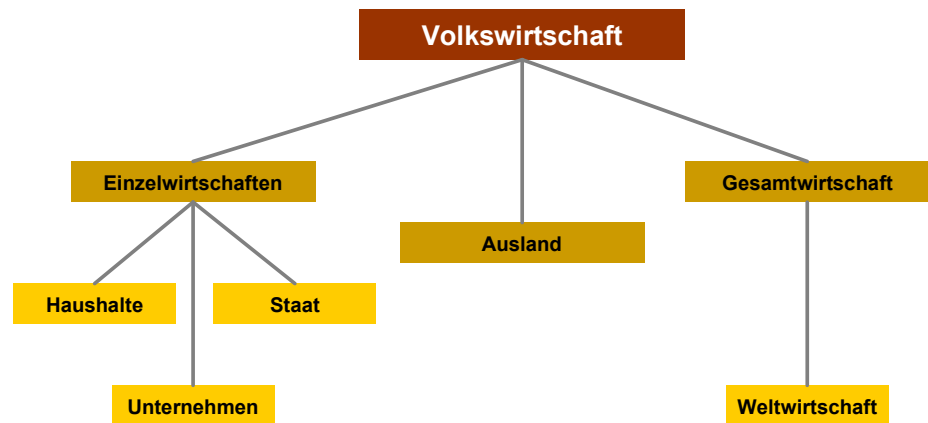 Volkswirtschaft
Einzelwirtschaften
Gesamtwirtschaft
Ausland
Haushalte
Staat
Unternehmen
Weltwirtschaft